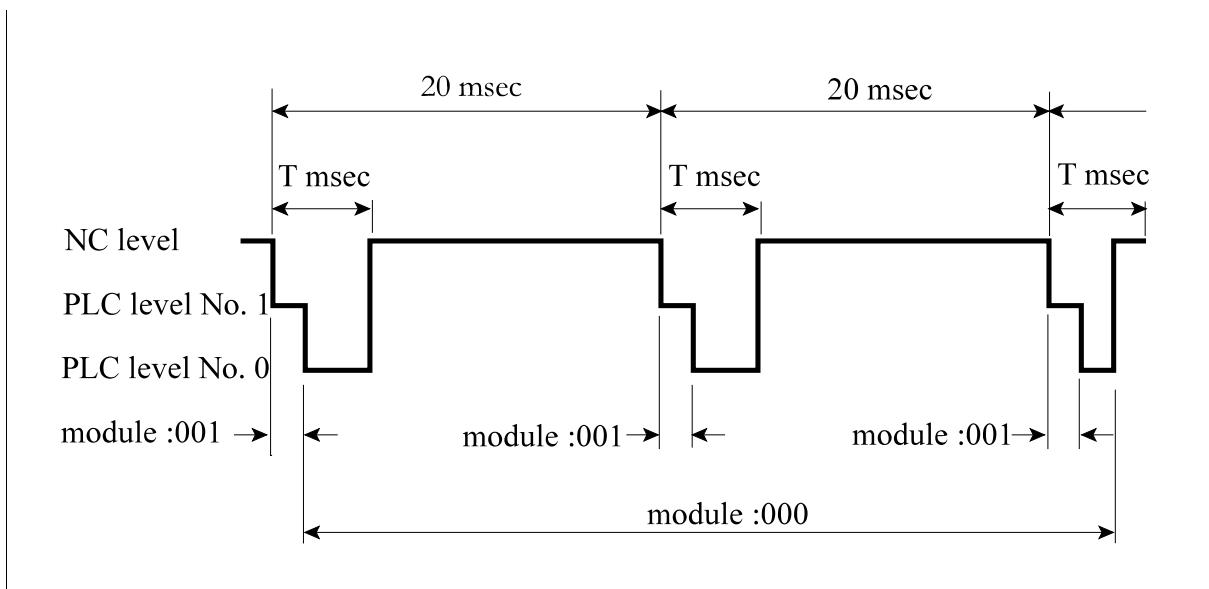 20 msec
20 msec
T msec
T msec
T msec
NC level
PLC level No. 1
PLC level No. 0
module :001
module :001
module :001
module :000